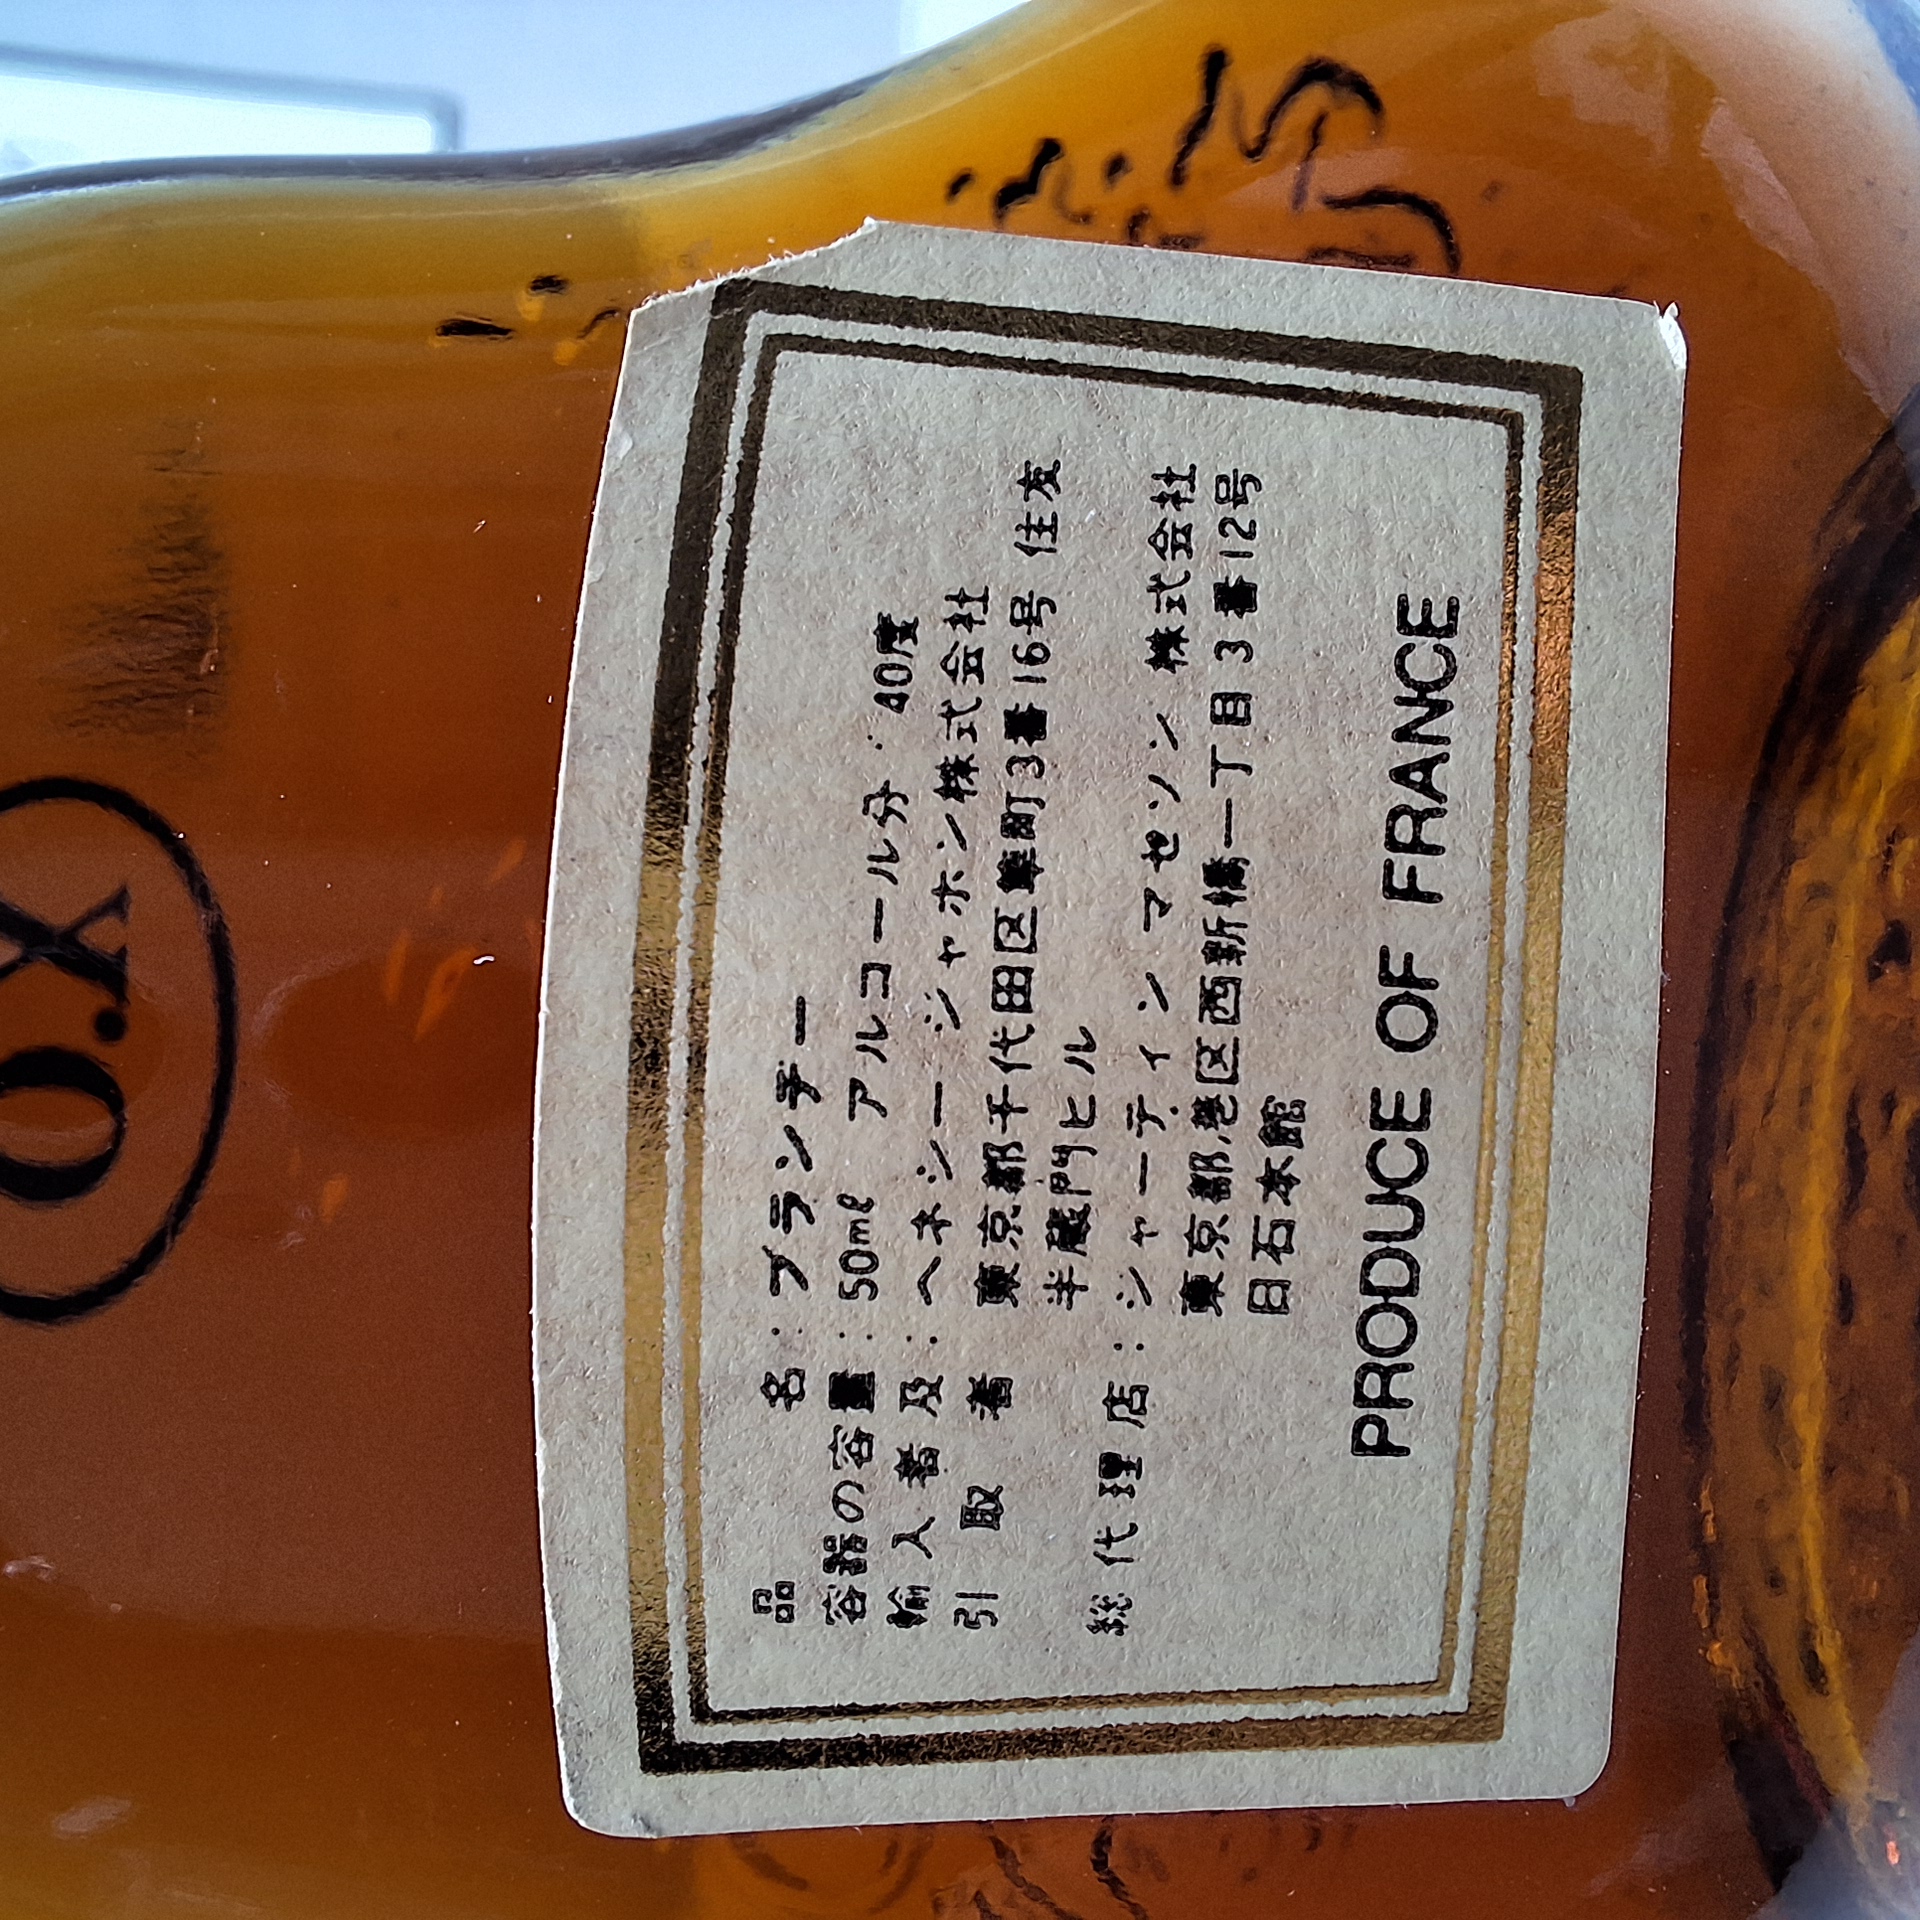 品名：ブランデー
容器の容量：50mℓ アルコール分：40度
輸入者及：ヘネシージャポン株式会社
引取者 東京都千代田区隼町3番16号 住友
半蔵門ビル
総代理店：ジャーディン マセソン 株式会社
東京都港区西新橋一丁目3番12号
日石本館
PRODUCE OF FRANCE
X.O